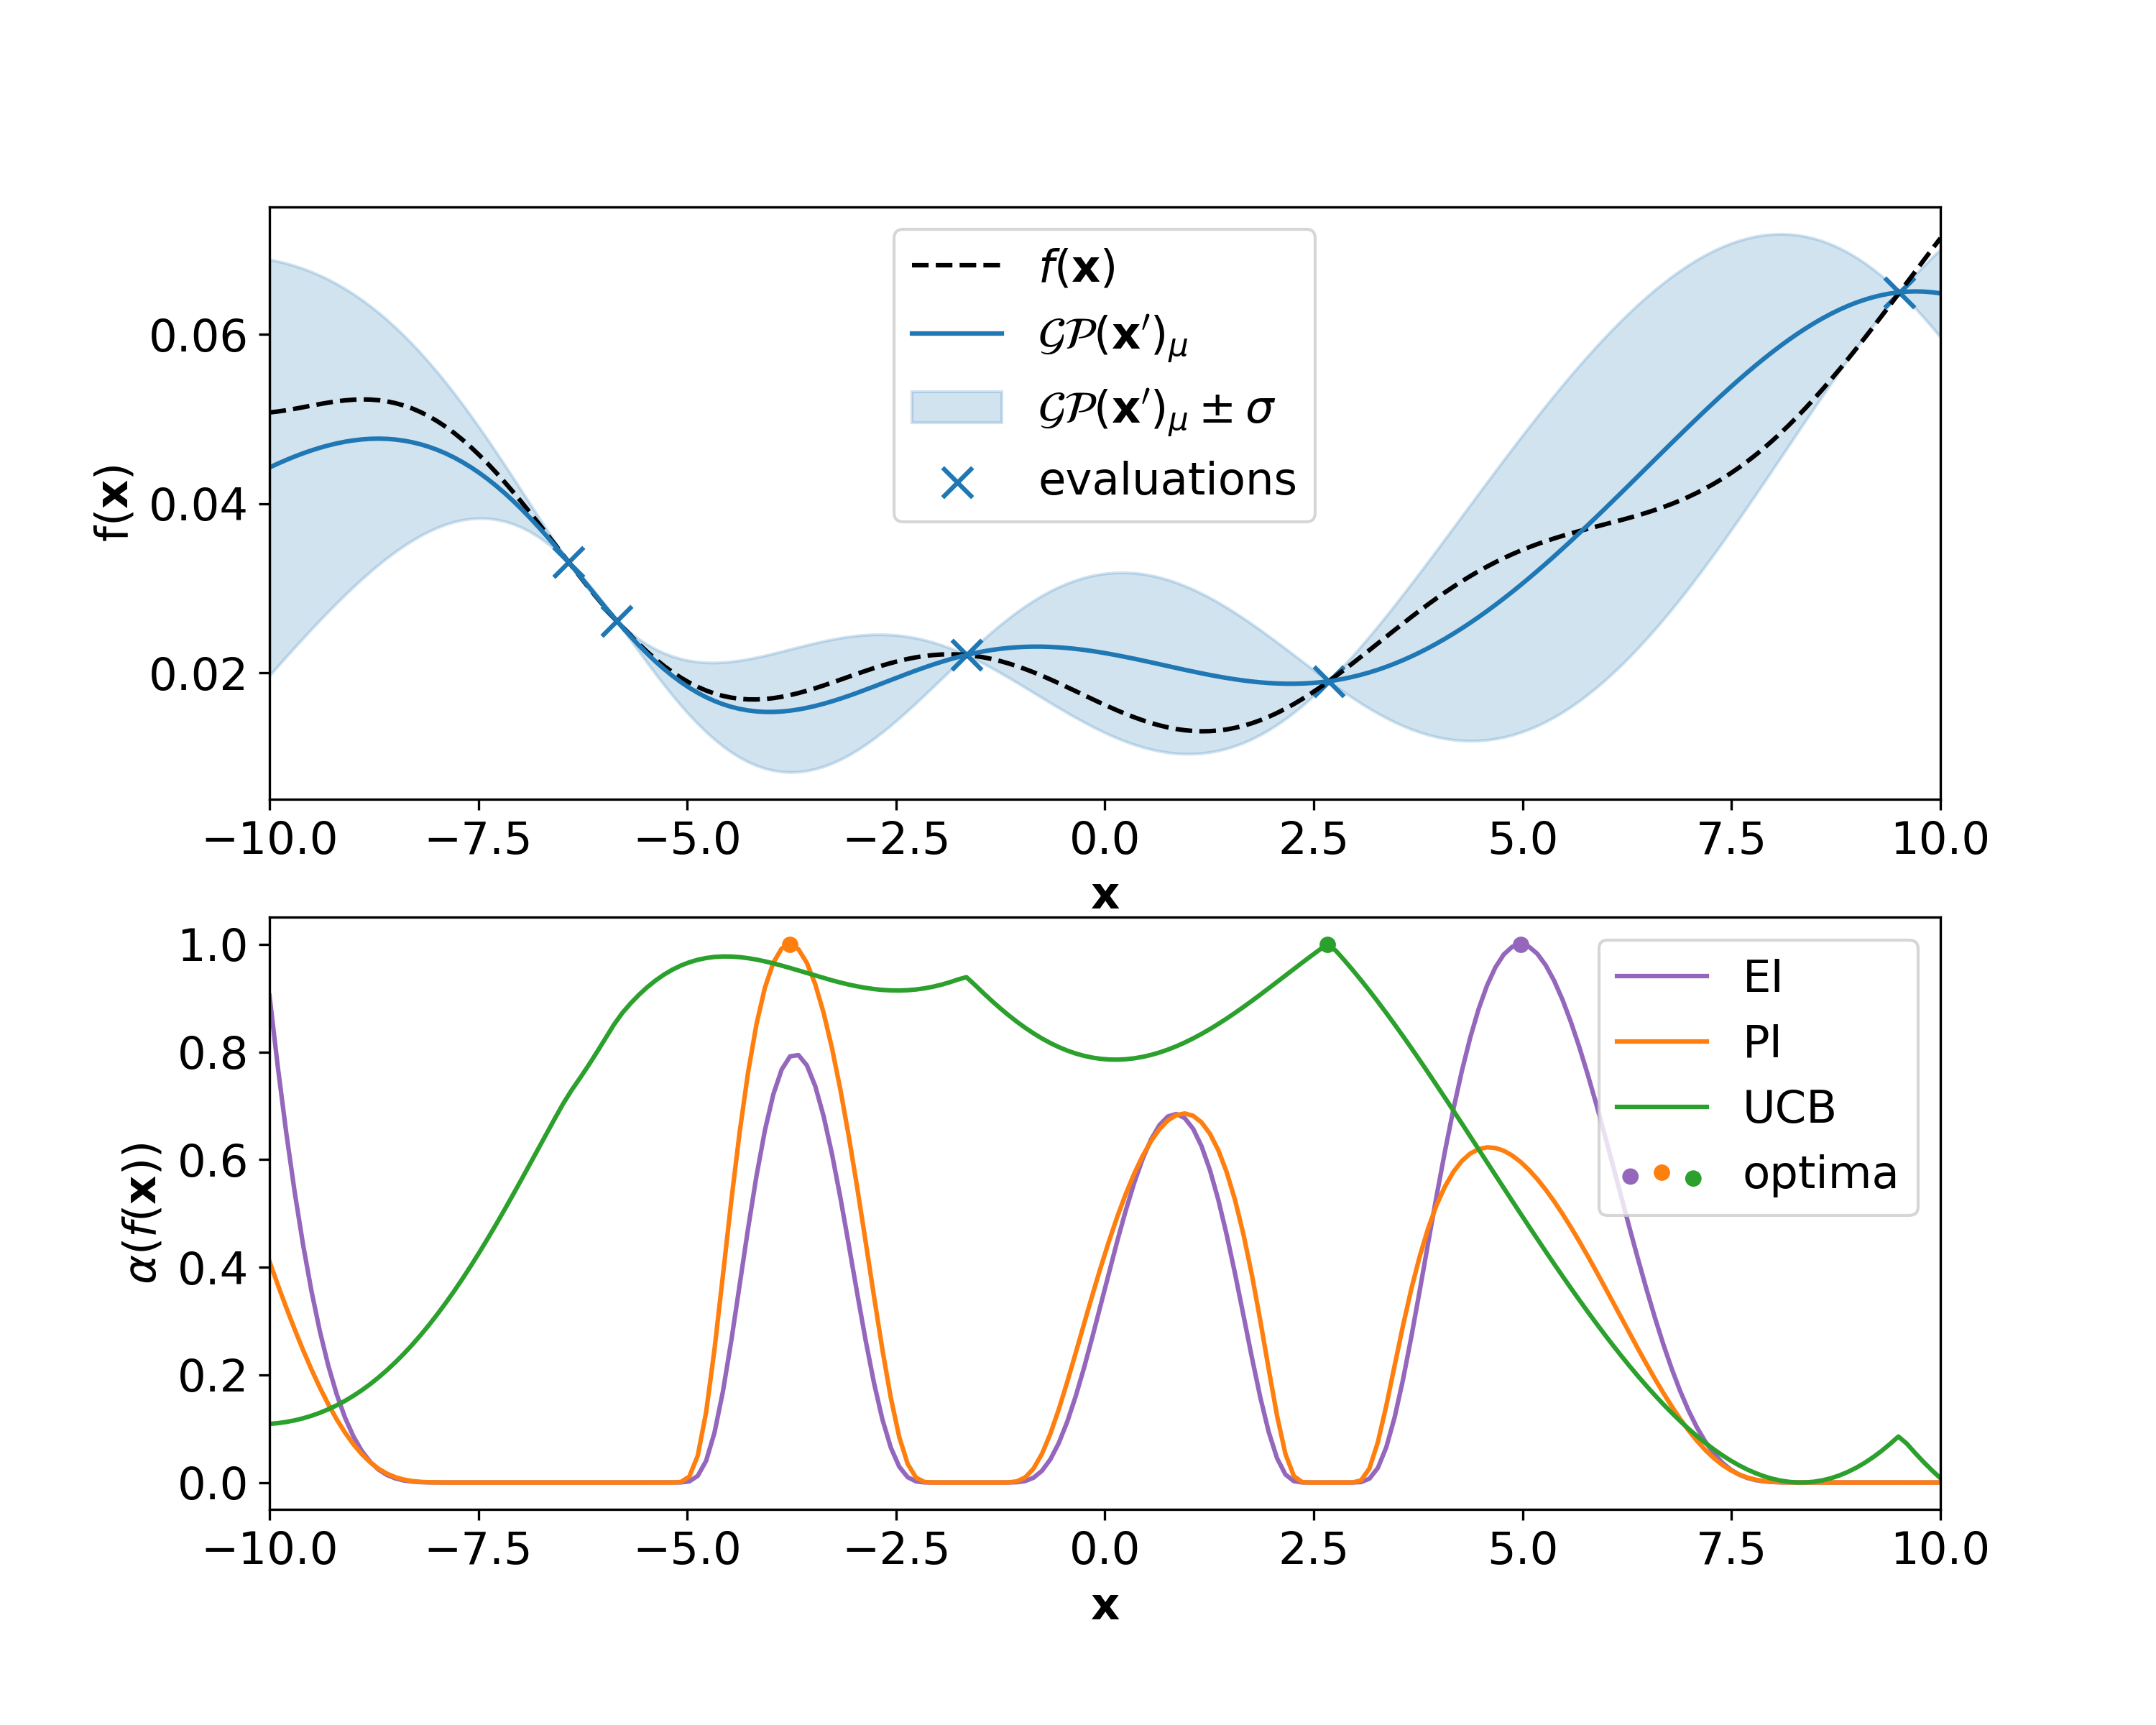 f(𝐱)
0.06
0.04
0.02
f(𝐱)
𝒢𝒫(𝐱′)μ
𝒢𝒫(𝐱′)μ ± σ
evaluations
−10.0 −7.5 −5.0 −2.5 0.0 2.5 5.0 7.5 10.0
𝐱
α(f(𝐱))
1.0
0.8
0.6
0.4
0.2
0.0
EI
PI
UCB
optima
−10.0 −7.5 −5.0 −2.5 0.0 2.5 5.0 7.5 10.0
𝐱